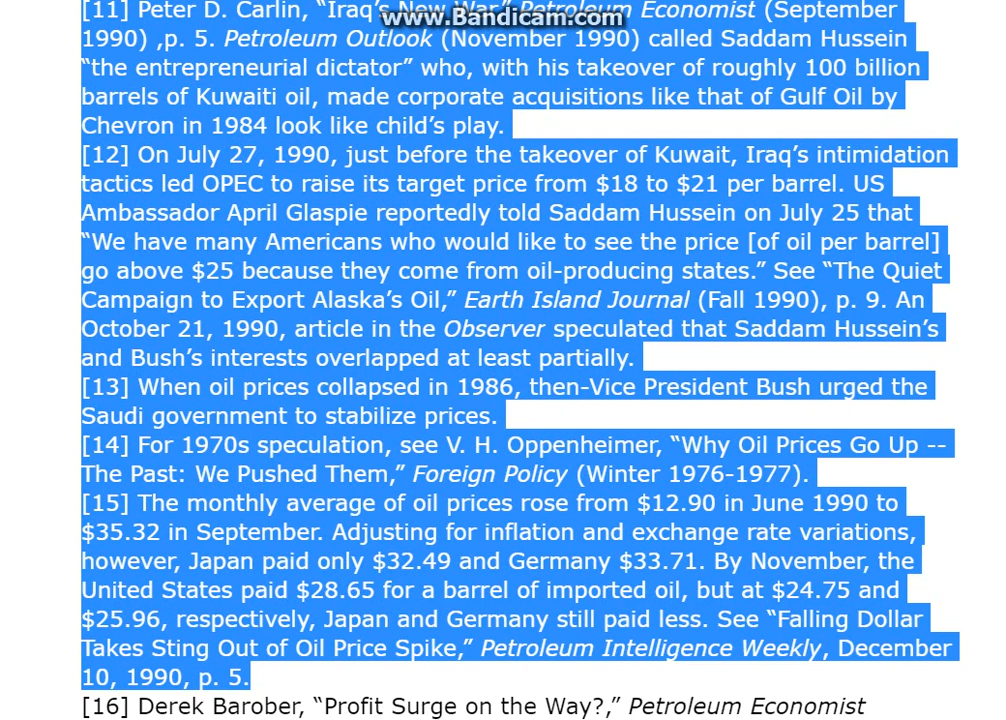 [11] Peter D. Carlin, “Iraq’s New War” Petroleum Economist (September
www.Bandicam.com
1990) ,p. 5. Petroleum Outlook (November 1990) called Saddam Hussein
“the entrepreneurial dictator” who, with his takeover of roughly 100 billion
barrels of Kuwaiti oil, made corporate acquisitions like that of Gulf Oil by
Chevron in 1984 look like child’s play.
[12] On July 27, 1990, just before the takeover of Kuwait, Iraq’s intimidation
tactics led OPEC to raise its target price from $18 to $21 per barrel. US
Ambassador April Glaspie reportedly told Saddam Hussein on July 25 that
“We have many Americans who would like to see the price [of oil per barrel]
go above $25 because they come from oil-producing states.” See “The Quiet
Campaign to Export Alaska’s Oil,” Earth Island Journal (Fall 1990), p. 9. An
October 21, 1990, article in the Observer speculated that Saddam Hussein’s
and Bush’s interests overlapped at least partially.
[13] When oil prices collapsed in 1986, then-Vice President Bush urged the
Saudi government to stabilize prices.
[14] For 1970s speculation, see V. H. Oppenheimer, “Why Oil Prices Go Up --
The Past: We Pushed Them,” Foreign Policy (Winter 1976-1977).
[15] The monthly average of oil prices rose from $12.90 in June 1990 to
$35.32 in September. Adjusting for inflation and exchange rate variations,
however, Japan paid only $32.49 and Germany $33.71. By November, the
United States paid $28.65 for a barrel of imported oil, but at $24.75 and
$25.96, respectively, Japan and Germany still paid less. See “Falling Dollar
Takes Sting Out of Oil Price Spike,” Petroleum Intelligence Weekly, December
10, 1990, p. 5.
[16] Derek Barober, “Profit Surge on the Way?,” Petroleum Economist